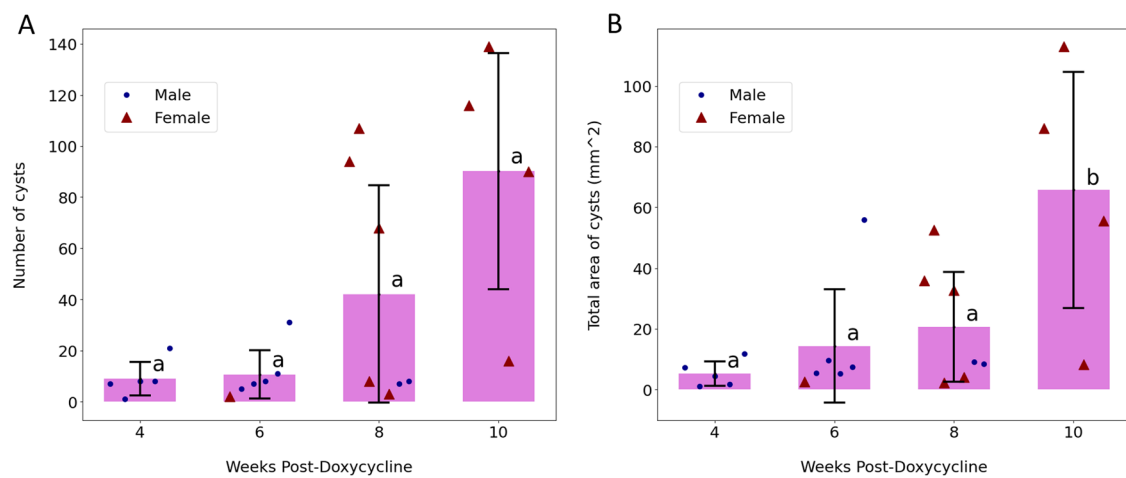 A
Number of cysts
140
120
100
80
60
40
20
0
Male
Female
a
a
a
a
4 6 8 10
Weeks Post-Doxycycline
B
Total area of cysts (mm^2)
100
80
60
40
20
0
Male
Female
a
a
a
b
4 6 8 10
Weeks Post-Doxycycline